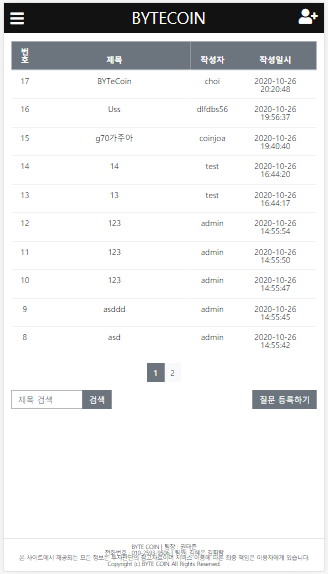 BYTECOIN
번호 제목 작성자 작성일시
17 BYTeCoin choi 2020-10-26 20:20:48
16 Uss dlfdbs56 2020-10-26 19:56:37
15 g70가주아 coinjoa 2020-10-26 19:40:40
14 14 test 2020-10-26 16:44:20
13 13 test 2020-10-26 16:44:17
12 123 admin 2020-10-26 14:55:54
11 123 admin 2020-10-26 14:55:50
10 123 admin 2020-10-26 14:55:47
9 asddd admin 2020-10-26 14:55:45
8 asd admin 2020-10-26 14:55:42
1 2
제목 검색 검색 질문 등록하기
BYTE COIN | 팀장 :
전화번호 : | 팀원 :
본 사이트에서 제공되는 모든 정보는 투자판단의 참고자료이며 서비스 이용에 따른 최종 책임은 이용자에게 있습니다.
Copyright (c) BYTE COIN All Rights Reserved.